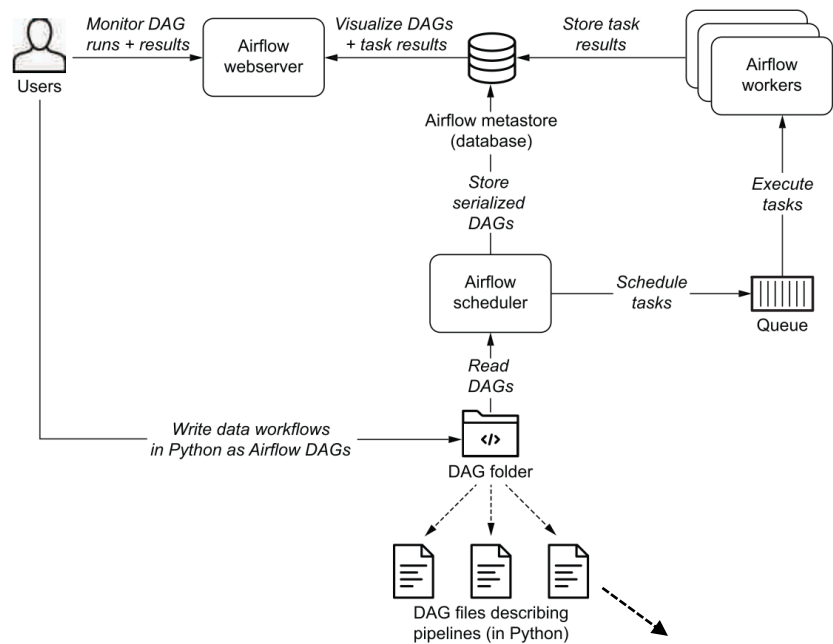 Monitor DAG
runs + results
Users
Airflow
webserver
Visualize DAGs
+ task results
Airflow metastore
(database)
Store task
results
Airflow
workers
Store
serialized
DAGs
Execute
tasks
Airflow
scheduler
Schedule
tasks
Queue
Read
DAGs
Write data workflows
in Python as Airflow DAGs
</>
DAG folder
DAG files describing
pipelines (in Python)